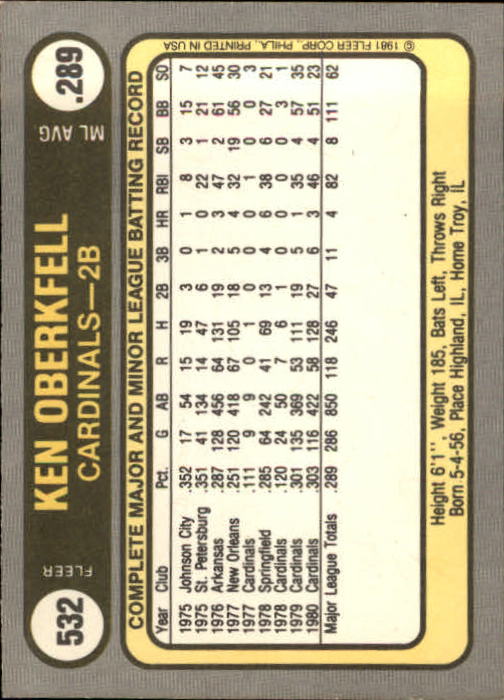 532
FLEER
KEN OBERKFELL
CARDINALS—2B
ML AVG
.289
COMPLETE MAJOR AND MINOR LEAGUE BATTING RECORD
Year Club Pct. G AB R H 2B 3B HR RBI SB BB SO
1975 Johnson City .352 17 54 15 19 3 0 1 8 3 15 7
1975 St. Petersburg .351 41 134 14 47 6 1 0 22 1 21 12
1976 Arkansas .287 128 456 64 131 19 2 3 47 2 61 45
1977 New Orleans .251 120 418 67 105 18 5 4 32 19 56 30
1977 Cardinals .111 9 9 0 1 0 0 0 1 0 0 3
1978 Springfield .285 64 242 41 69 13 4 6 38 6 27 21
1978 Cardinals .120 24 50 7 6 1 0 0 0 0 3 1
1979 Cardinals .301 135 369 53 111 19 5 1 35 4 57 35
1980 Cardinals .303 116 422 58 128 27 6 3 46 4 51 23
Major League Totals .289 286 850 118 246 47 11 4 82 8 111 62
Height 6'1'', Weight 185, Bats Left, Throws Right
Born 5-4-56, Place Highland, IL, Home Troy, IL
© 1981 FLEER CORP., PHILA., PRINTED IN USA